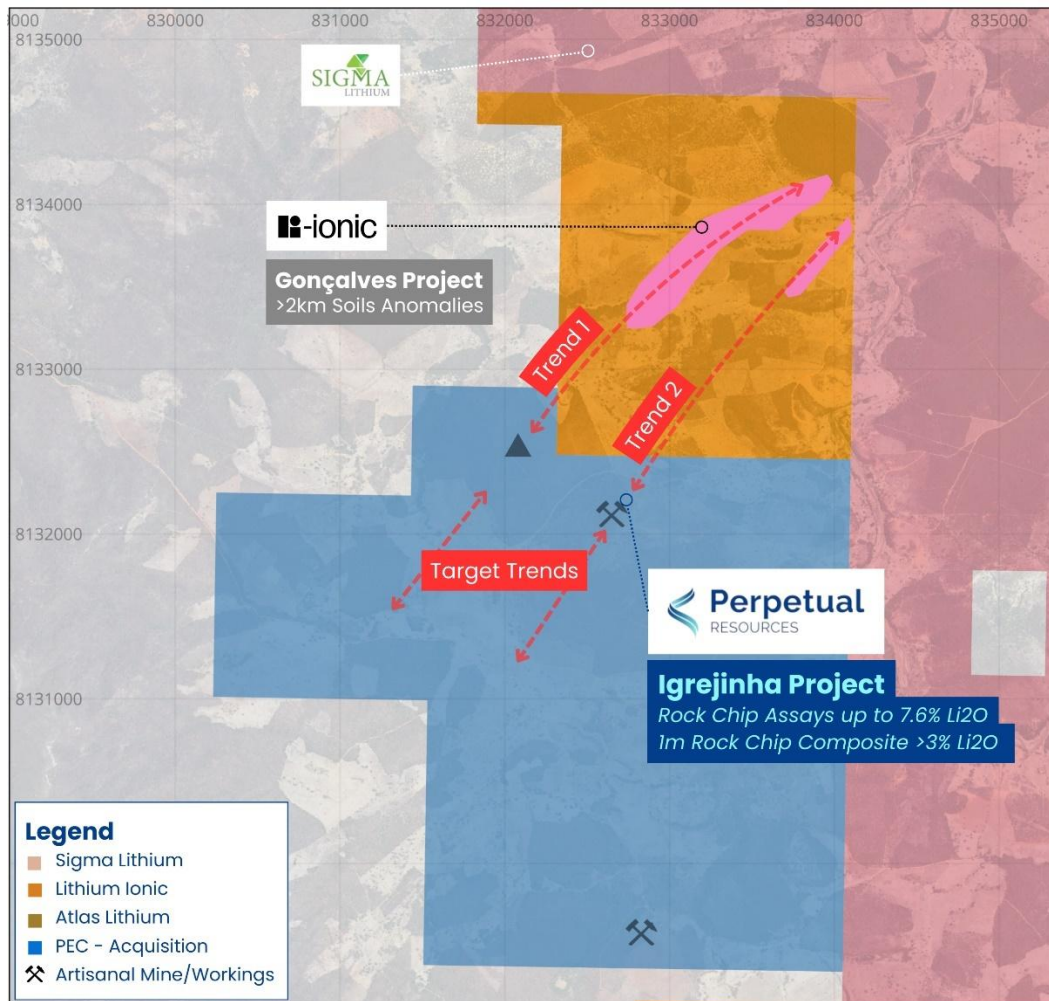 0000 830000 831000 832000 833000 834000 835000
8135000
SIGMA
LITHIUM
8134000
-ionic
Gonçalves Project
>2km Soils Anomalies
8133000
Trend 1
Trend 2
8132000
Target Trends
Perpetual
RESOURCES
8131000
Igrejinha Project
Rock Chip Assays up to 7.6% Li2O
1m Rock Chip Composite >3% Li2O
Legend
Sigma Lithium
Lithium Ionic
Atlas Lithium
PEC - Acquisition
Artisanal Mine/Workings